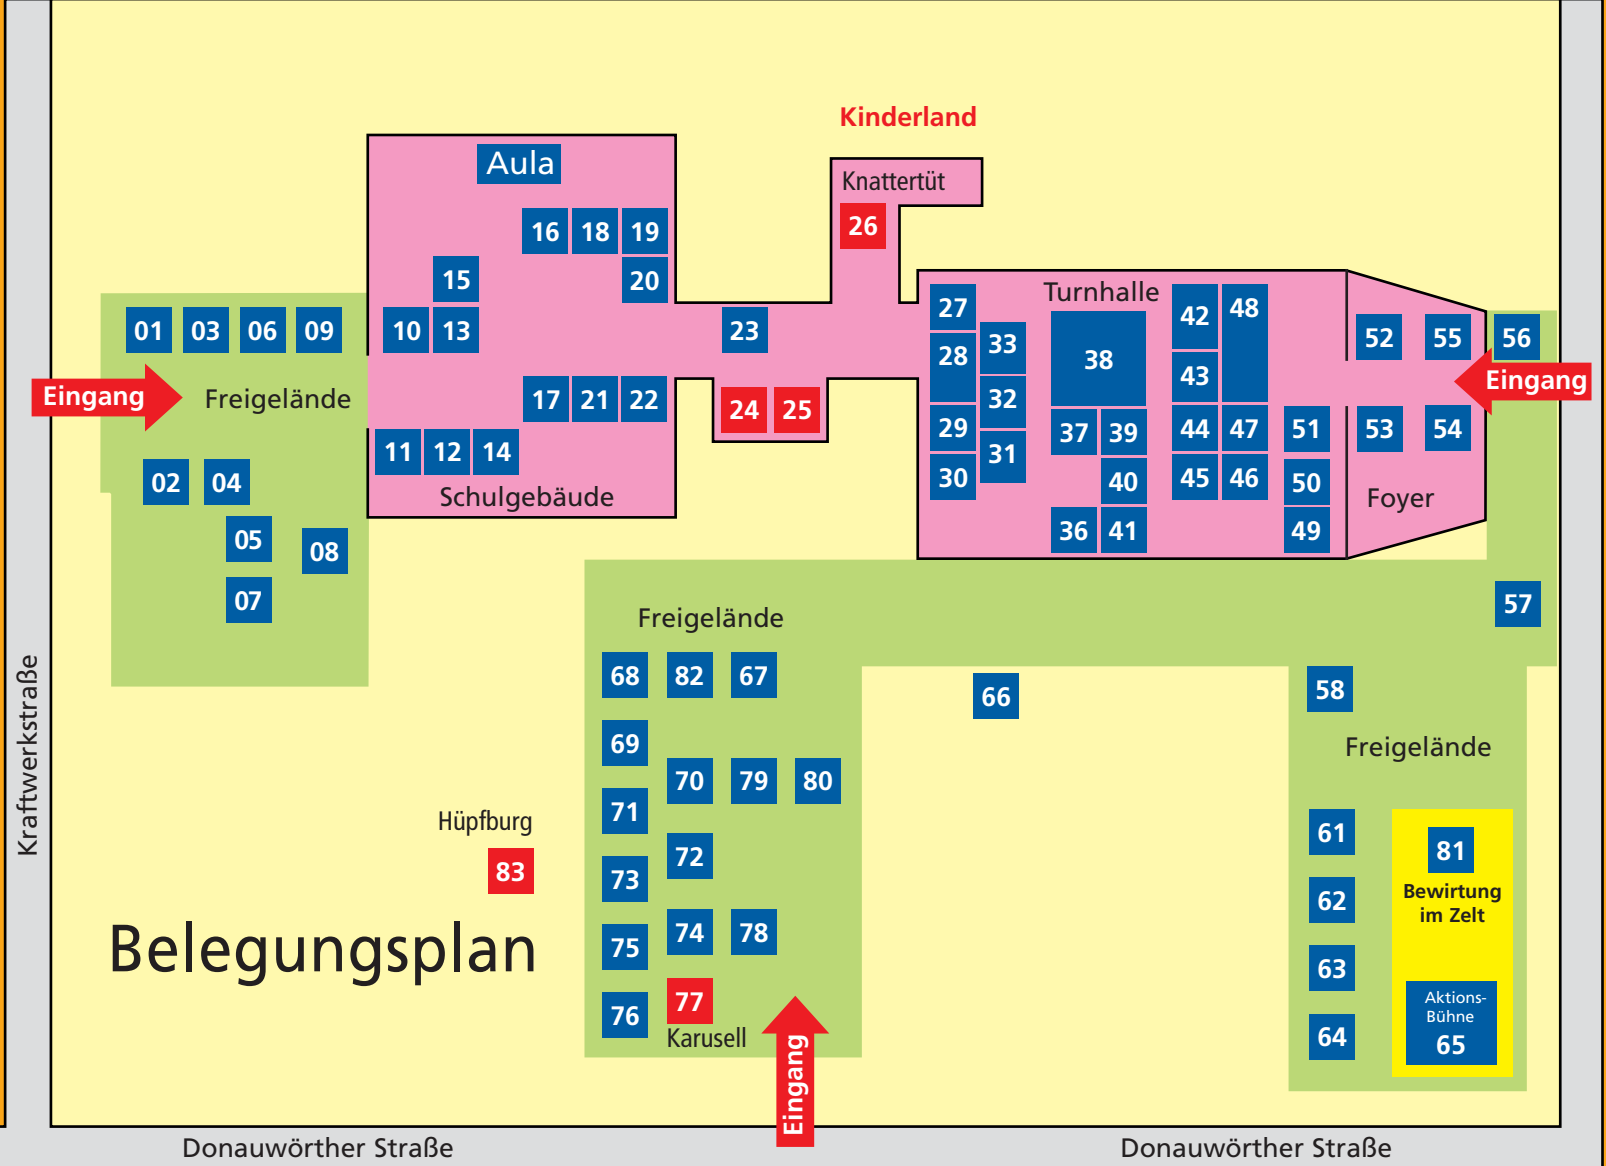 Kinderland
Aula
Knattertüt
26
16 18 19
15
20
10 13
17 21 22
11 12 14
Schulgebäude
23
24 25
01 03 06 09
Eingang
Freigelände
02 04
05
08
07
Turnhalle
27
28
29
30
33
32
31
38
37 39
40
36 41
42 48
43
44 47
45 46
51
50
49
52 55
53 54
Foyer
56
Eingang
57
Freigelände
68 82 67
69
70 79 80
71
72
73
74 78
75
77
76
Karusell
Eingang
66
58
Freigelände
61
62
63
64
81
Bewirtung
im Zelt
Aktions-
Bühne
65
Hüpfburg
83
Belegungsplan
Kraftwerkstraße
Donauwörther Straße
Donauwörther Straße